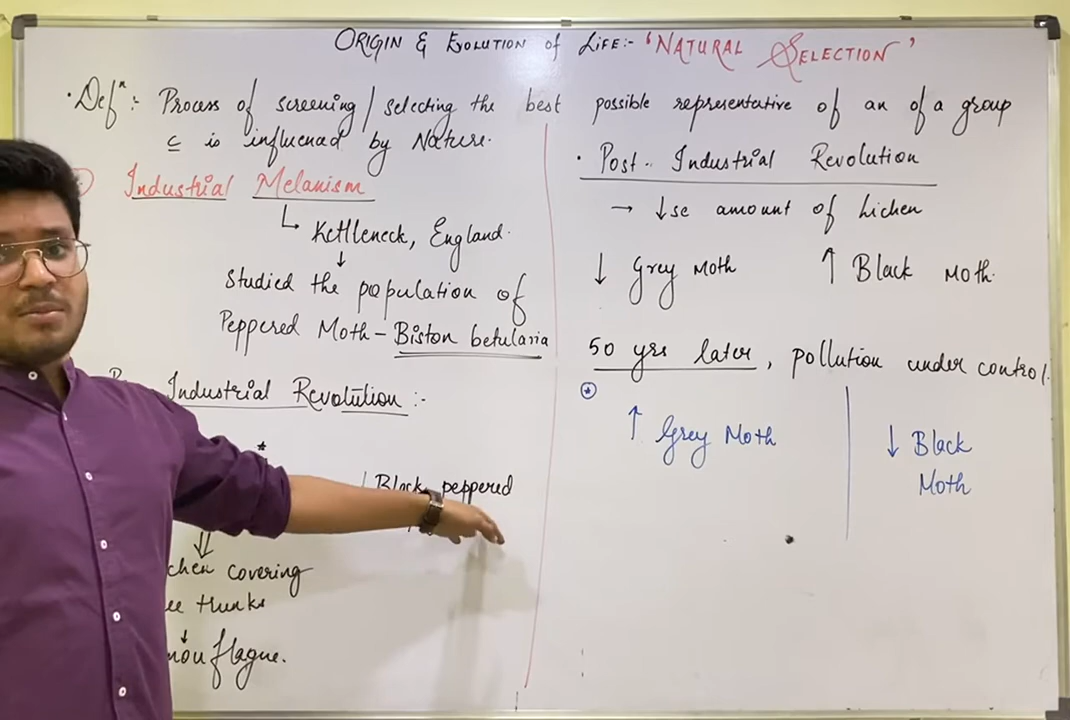 ORIGIN & EVOLUTION of LIFE:- 'NATURAL SELECTION'
• Defn: Process of screening/selecting the best possible representative of an of a group
c is influenced by Nature.
Industrial Melanism
↳ Kettleneck, England.
↓
Studied the population of
Peppered Moth - Biston betularia
Industrial Revolution :-
*
↓ Black peppered
⇓
chen covering
ee thunks
↓
mouflague.
• Post. Industrial Revolution
→ ↓se amount of Lichen
↓ Grey Moth ↑ Black Moth.
50 yrs later, pollution under control.
↑ Grey Moth
↓ Black
Moth